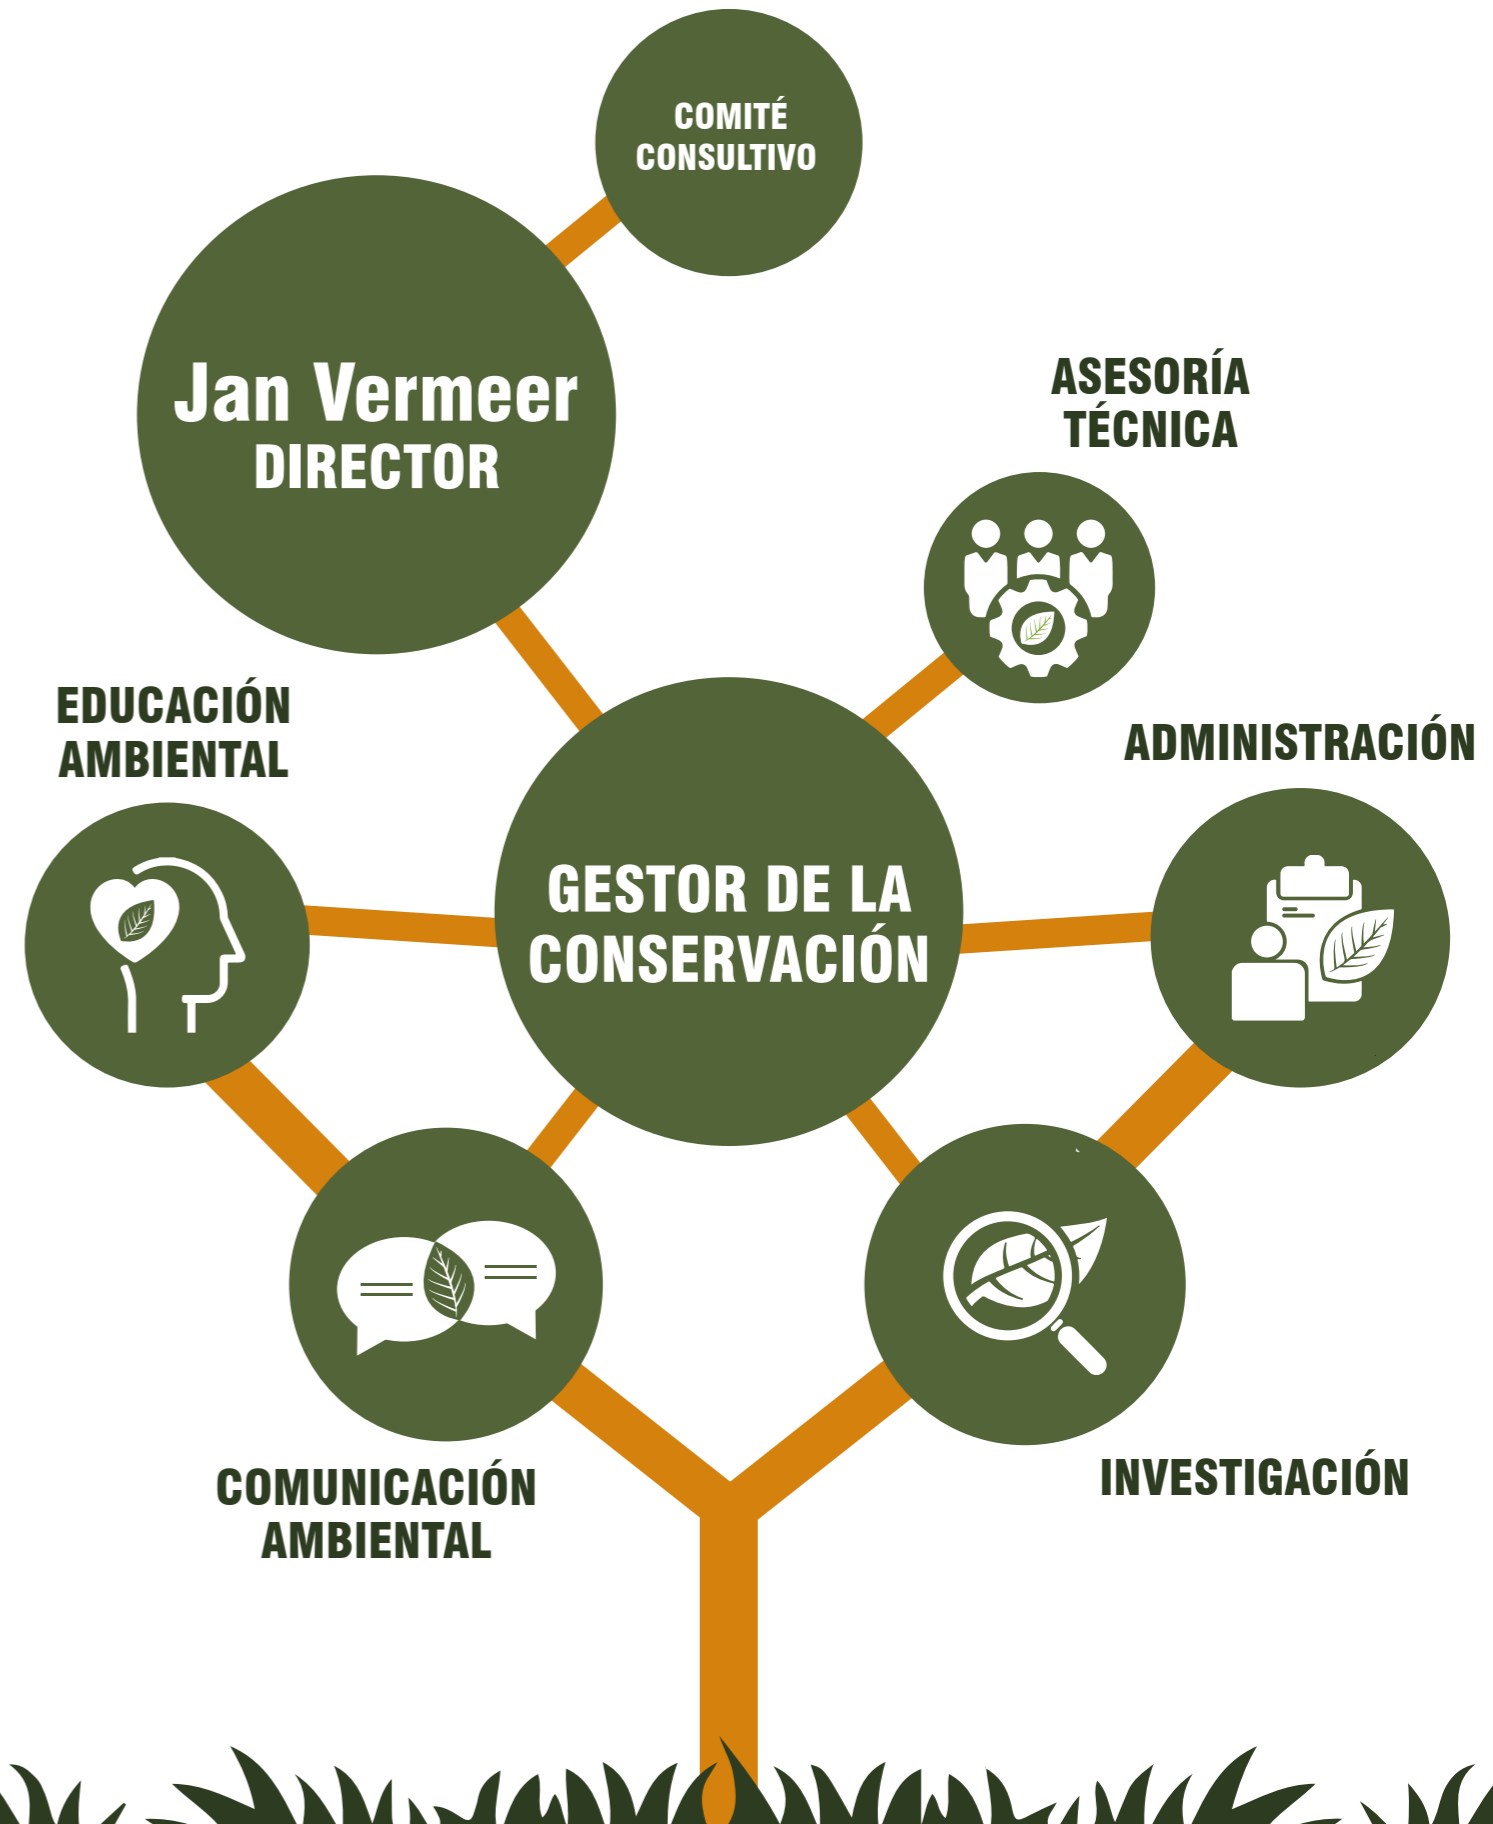 COMITÉ
CONSULTIVO
Jan Vermeer
DIRECTOR
ASESORÍA
TÉCNICA
EDUCACIÓN
AMBIENTAL
ADMINISTRACIÓN
GESTOR DE LA
CONSERVACIÓN
COMUNICACIÓN
AMBIENTAL
INVESTIGACIÓN